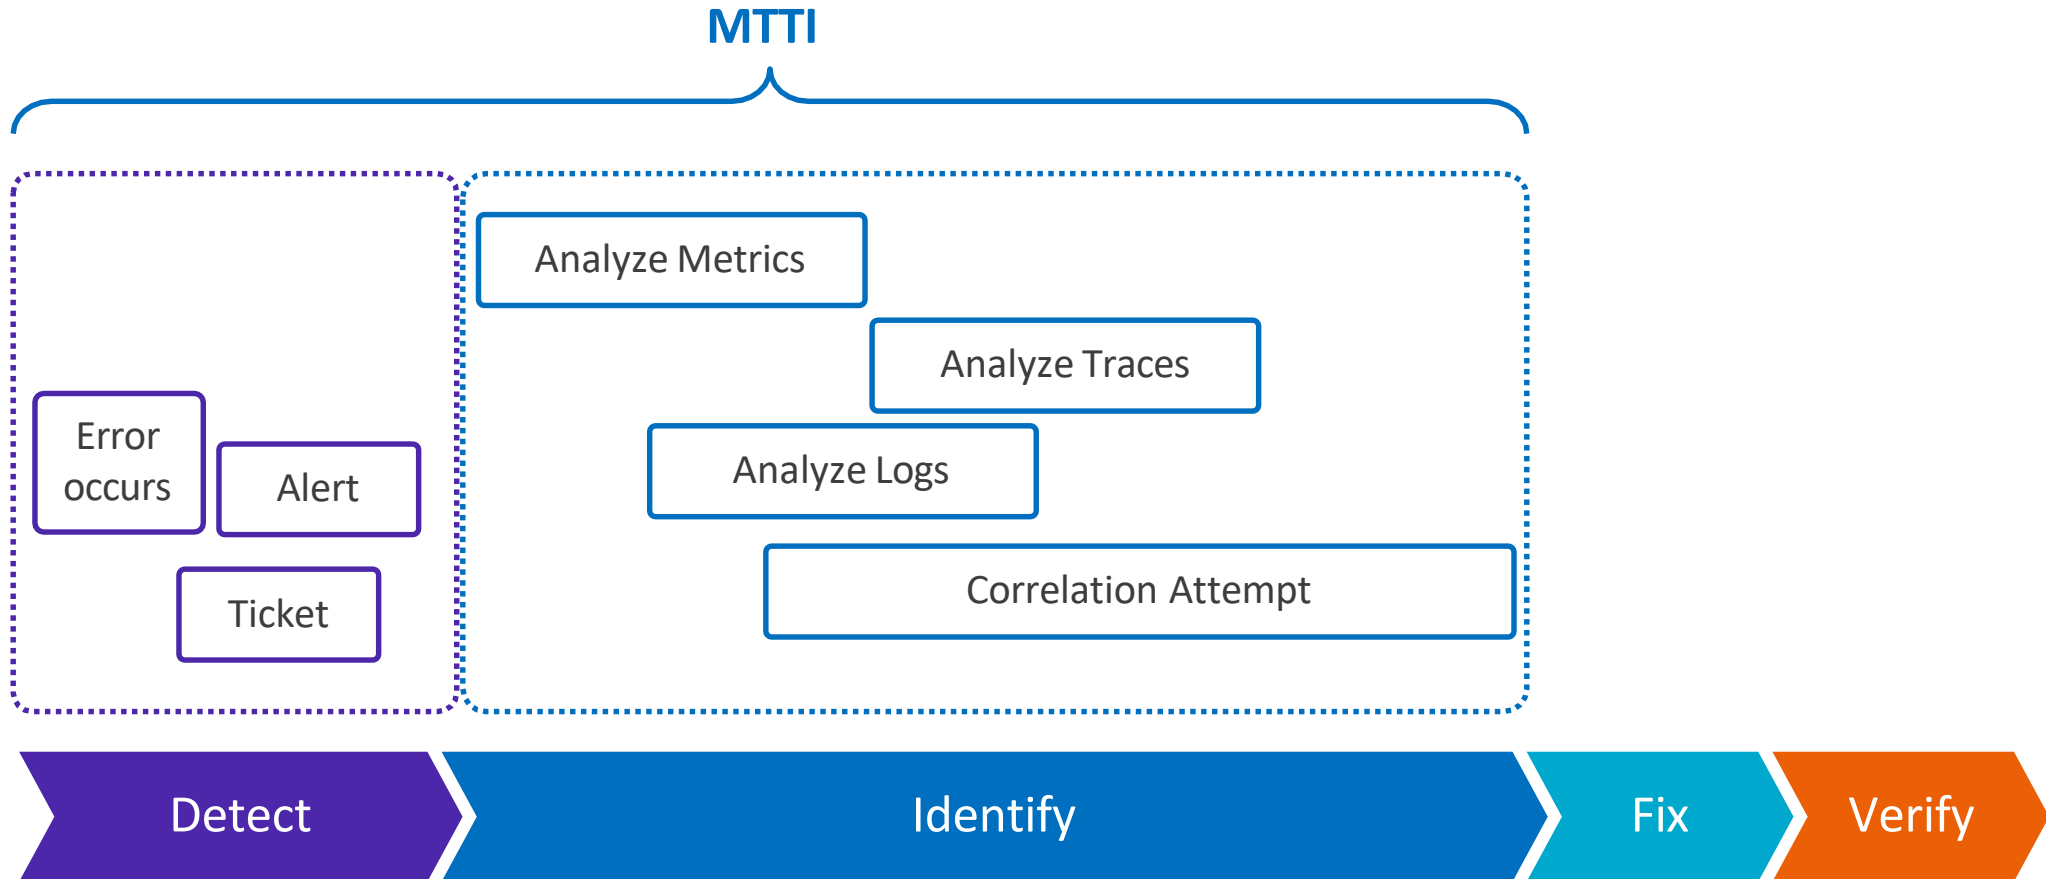 MTTI
Analyze Metrics
Analyze Traces
Error
occurs
Alert
Analyze Logs
Ticket
Correlation Attempt
Detect
Identify
Fix
Verify